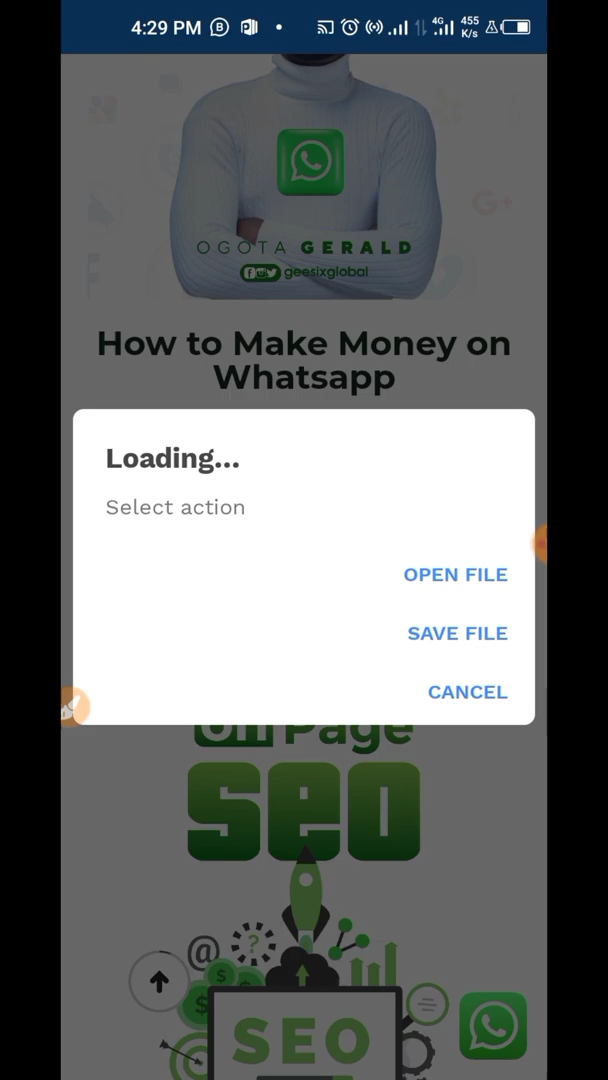 4:29 PM
4G
455
K/s
G+
OGOTA GERALD
geesixglobal
How to Make Money on
Whatsapp
Loading...
Select action
OPEN FILE
SAVE FILE
CANCEL
On Page
seo
@ ?
$
$
SEO